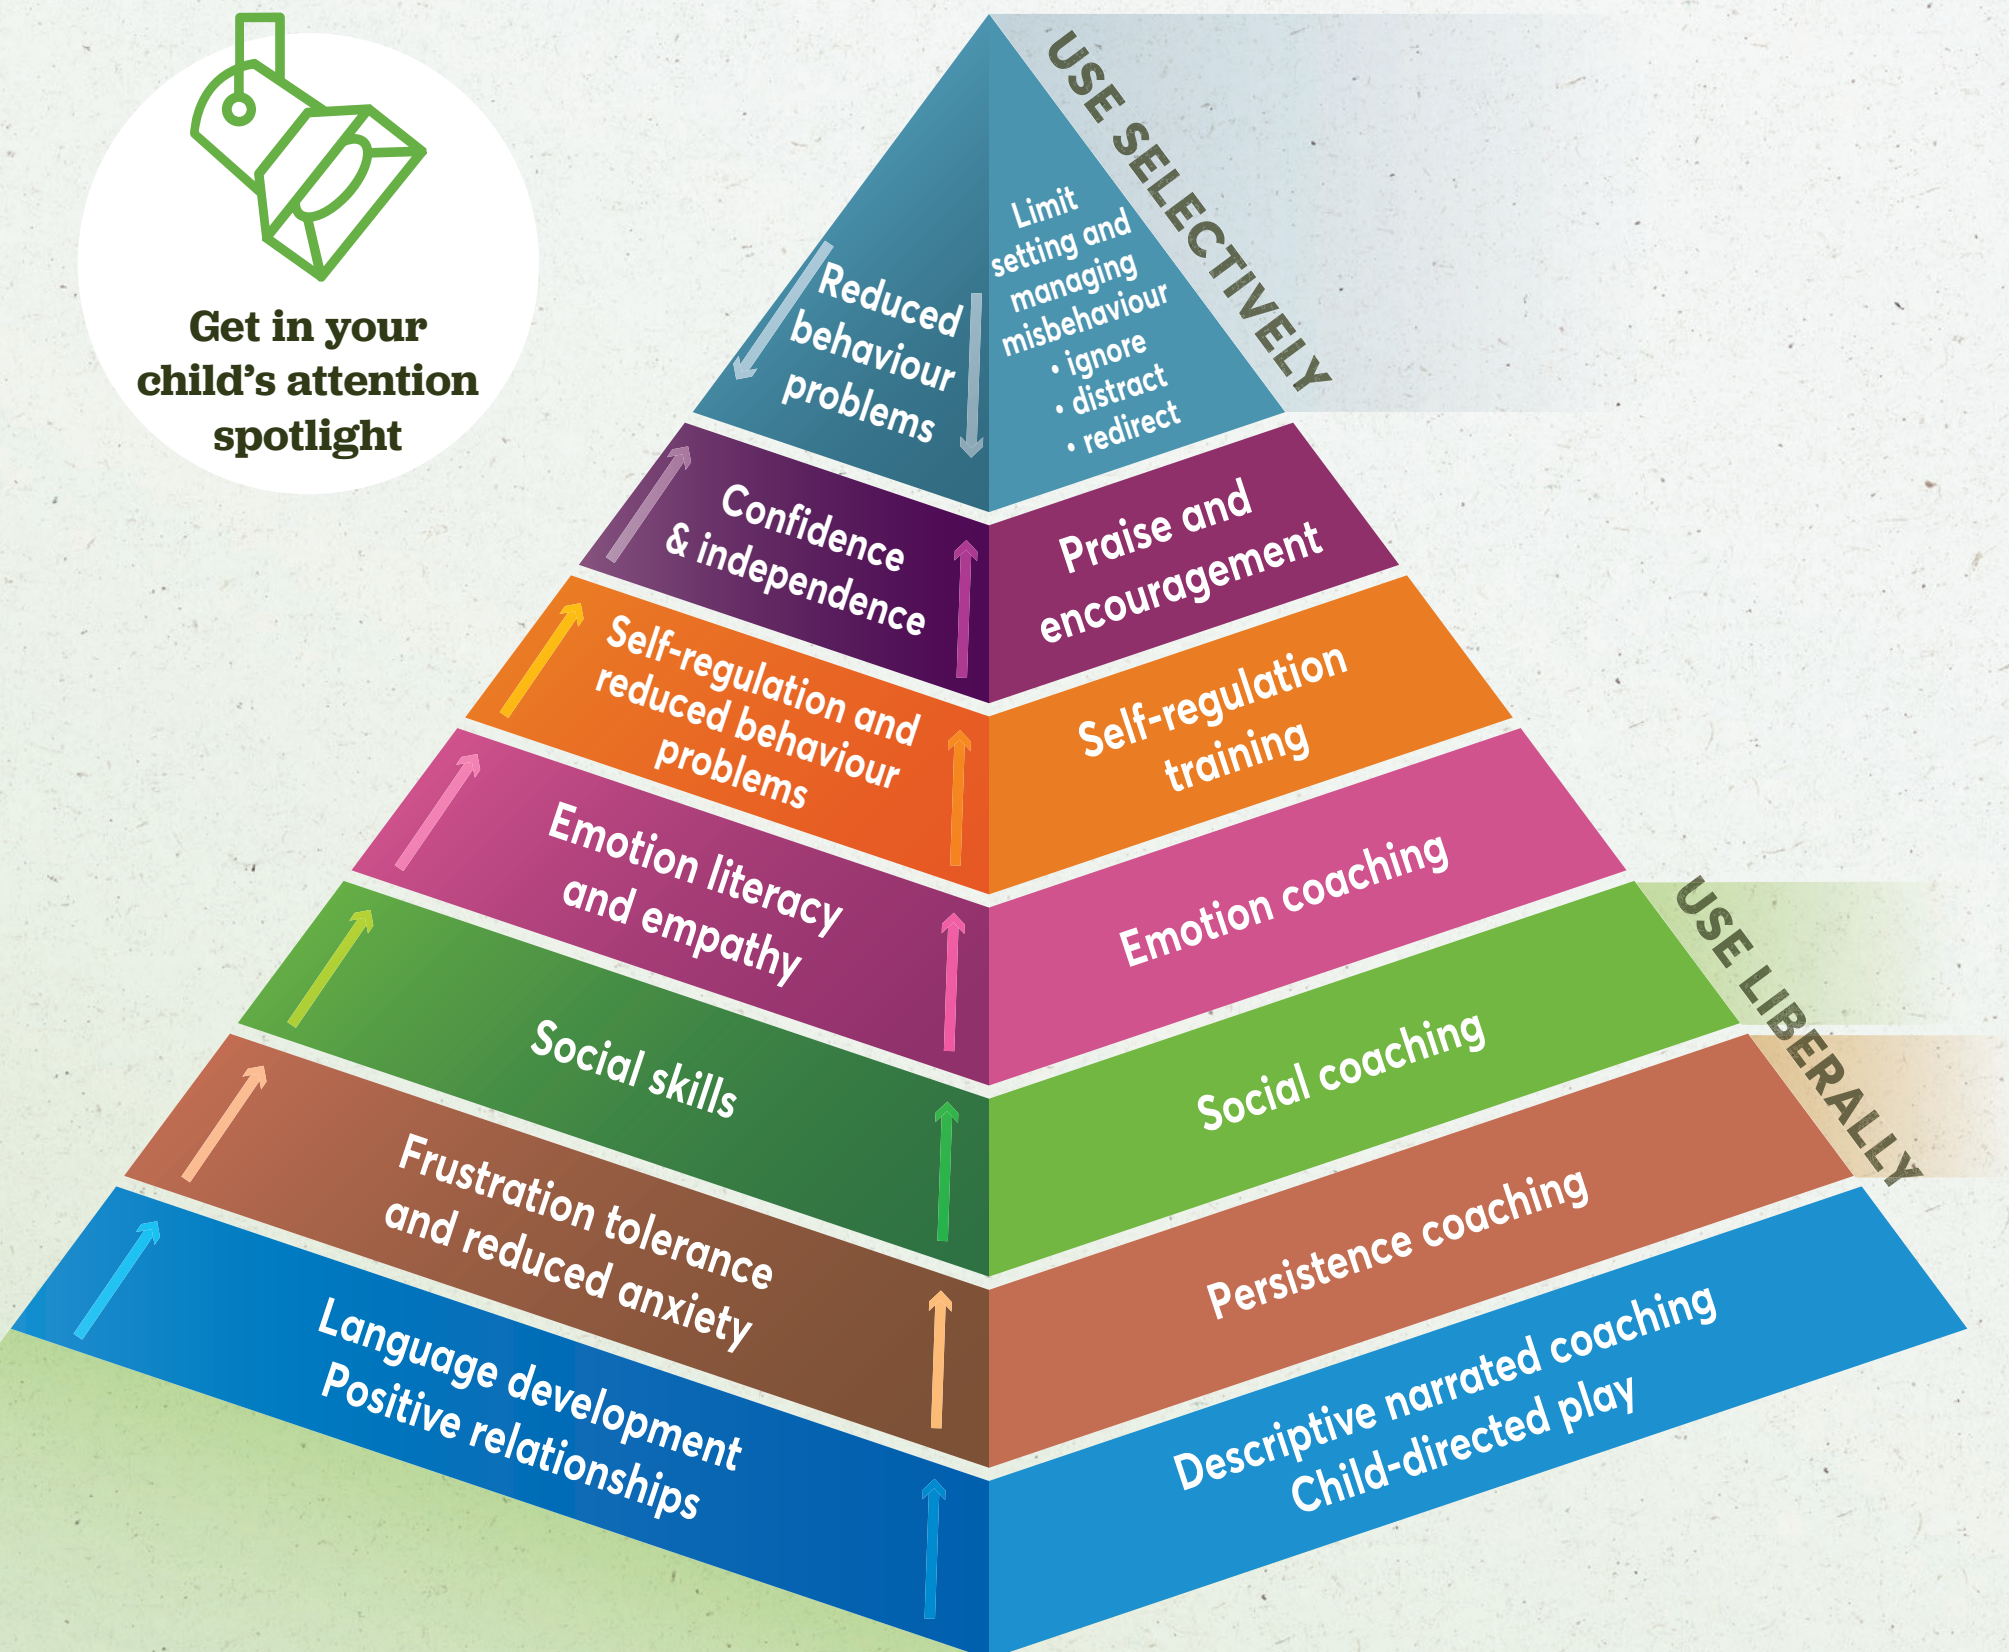 Get in your
child's attention
spotlight
USE SELECTIVELY
Reduced
behaviour
problems
Limit
setting and
managing
misbehaviour
• ignore
• distract
• redirect
Confidence
& independence
Praise and
encouragement
Self-regulation and
reduced behaviour
problems
Self-regulation
training
Emotion literacy
and empathy
Emotion coaching
USE LIBERALLY
Social skills
Social coaching
Frustration tolerance
and reduced anxiety
Persistence coaching
Language development
Positive relationships
Descriptive narrated coaching
Child-directed play